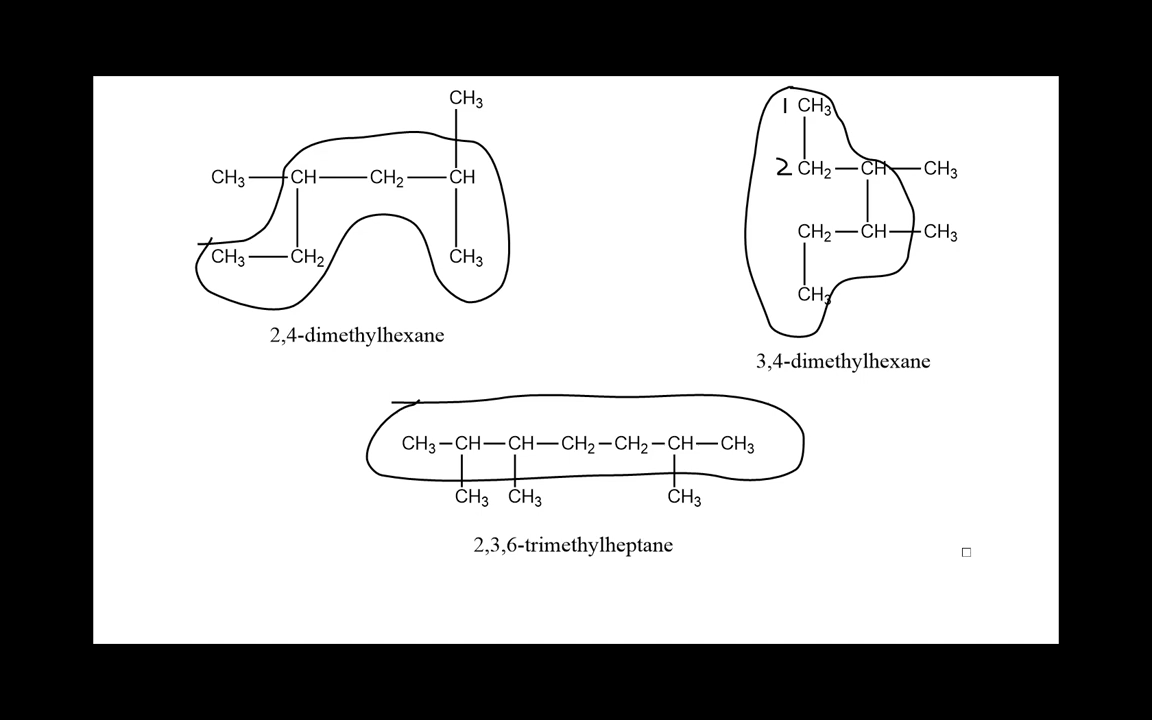 CH3
CH3 CH CH2 CH
CH3 CH2 CH3
2,4-dimethylhexane
1 CH3
2 CH2 CH CH3
CH2 CH CH3
CH3
3,4-dimethylhexane
CH3 CH CH CH2 CH2 CH CH3
CH3 CH3 CH3
2,3,6-trimethylheptane